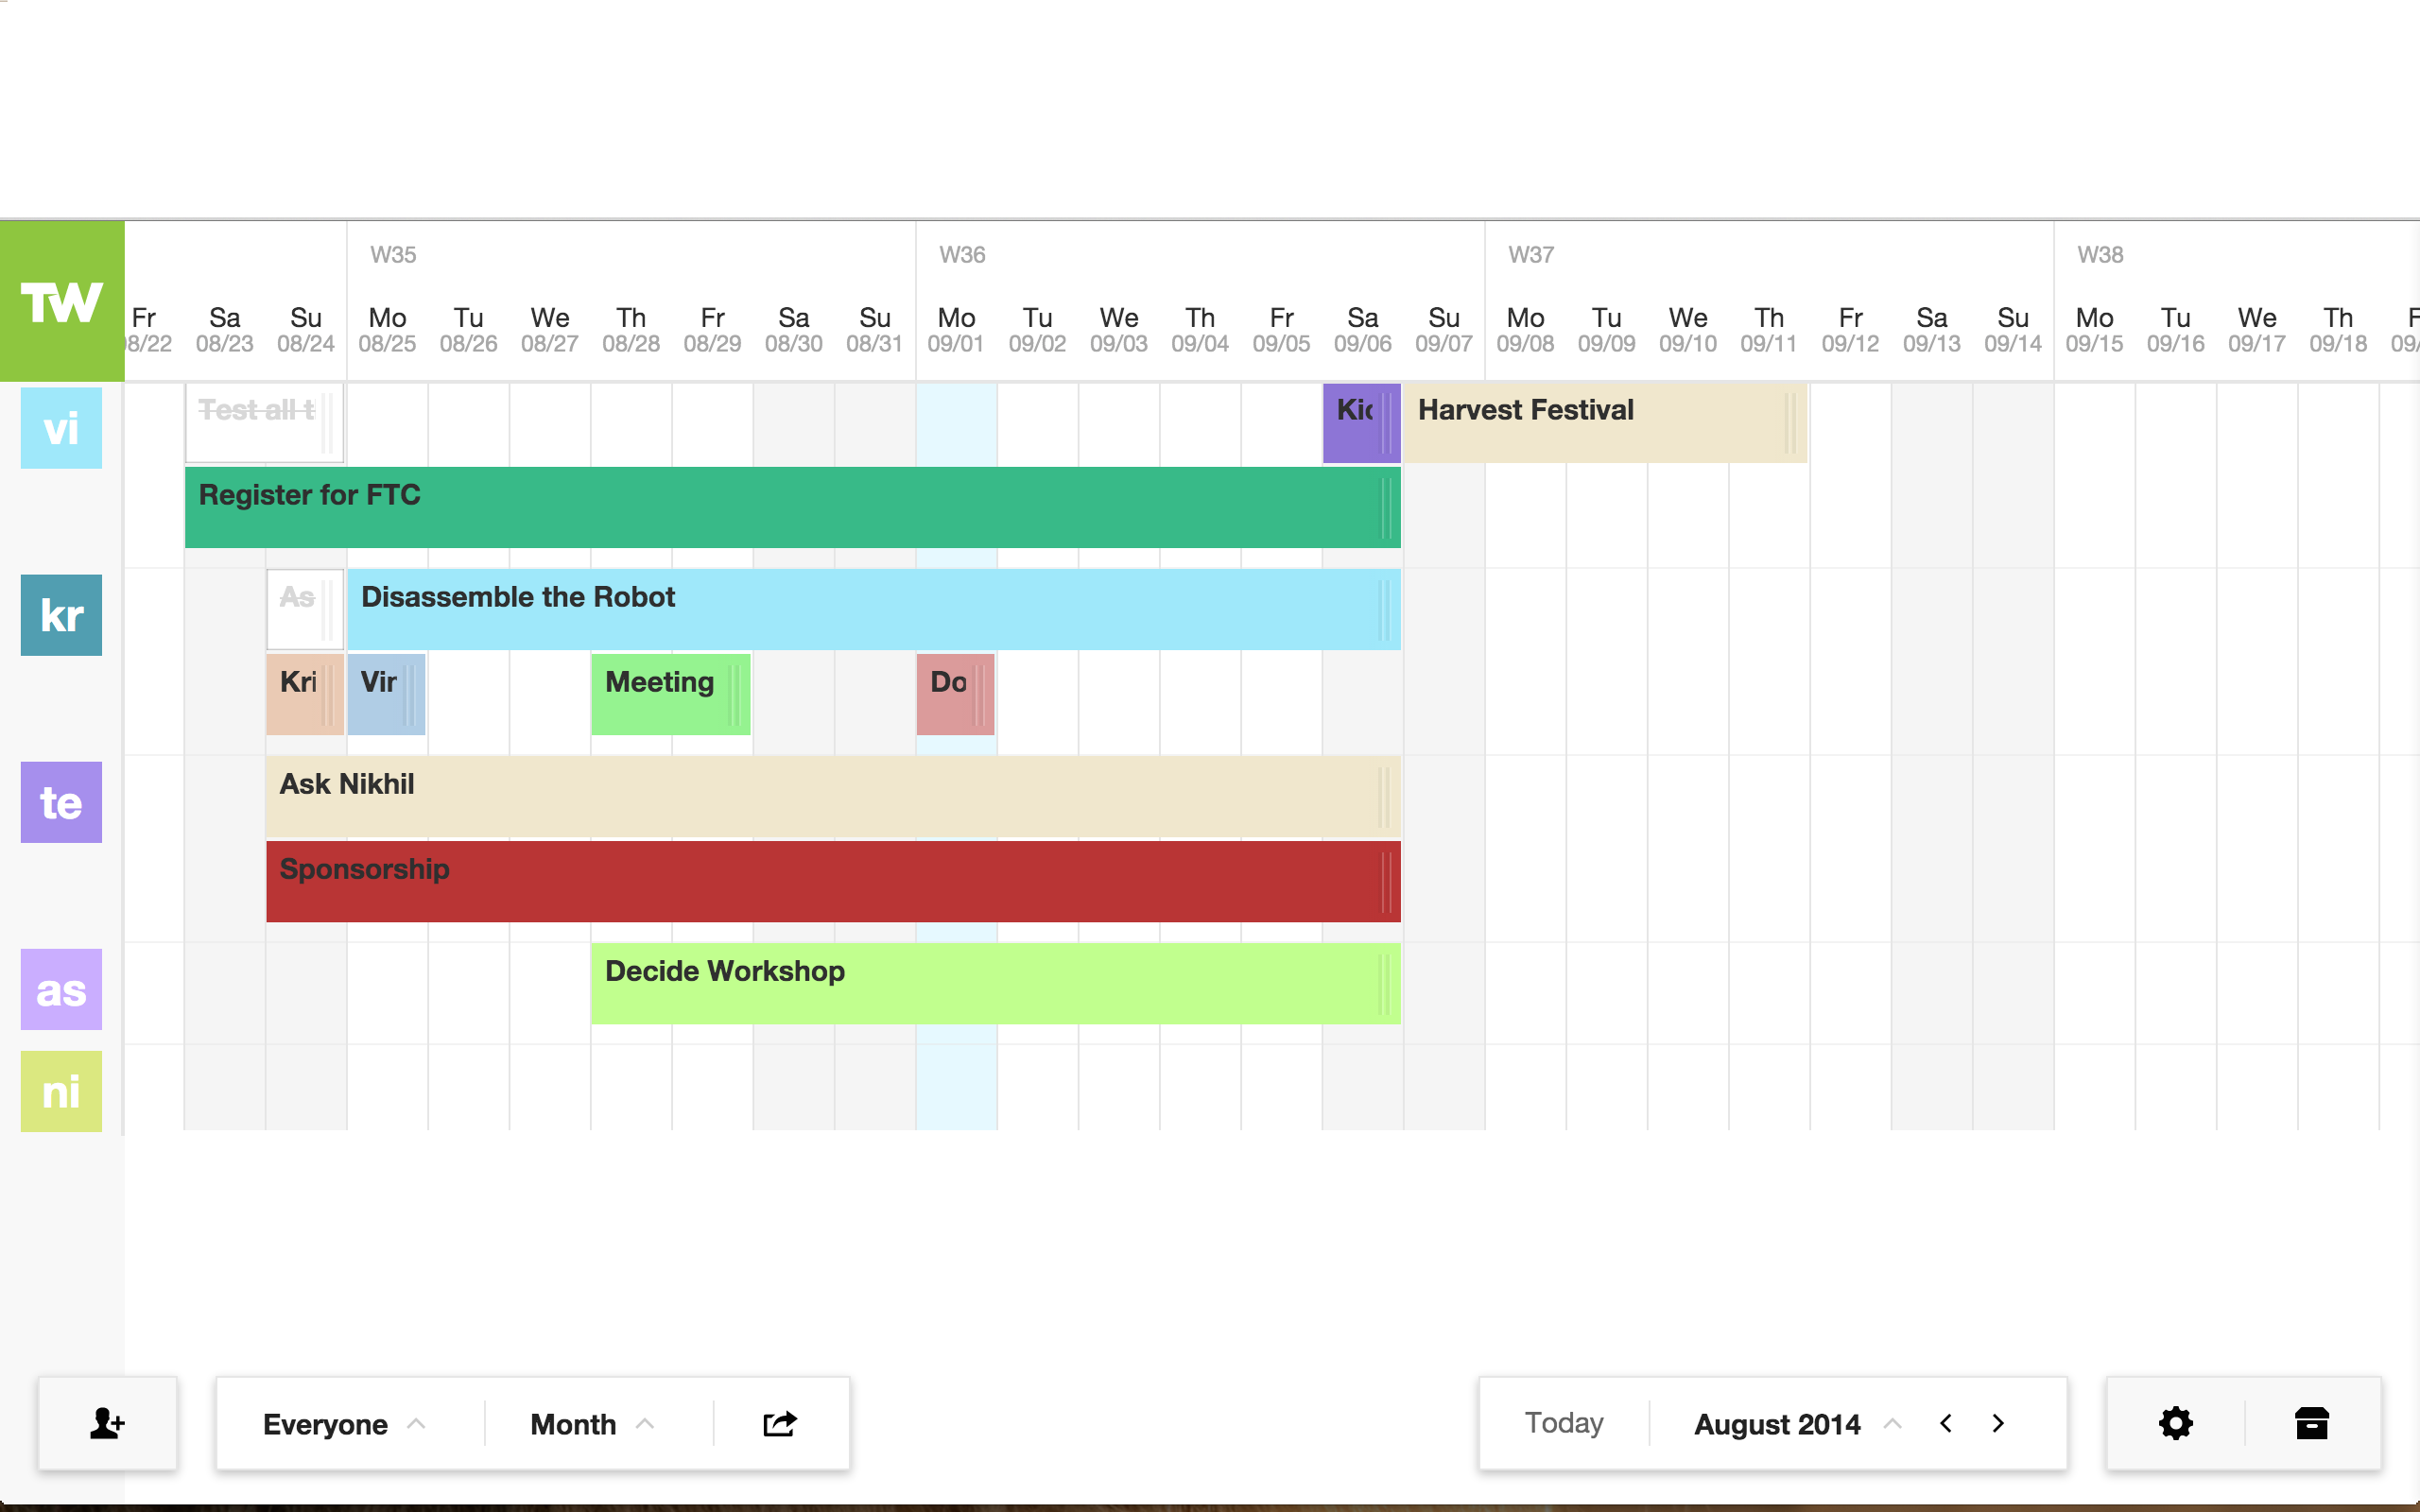 TW
W35 W36 W37 W38
Fr Sa Su Mo Tu We Th Fr Sa Su Mo Tu We Th Fr Sa Su Mo Tu We Th Fr Sa Su Mo Tu We Th F
8/22 08/23 08/24 08/25 08/26 08/27 08/28 08/29 08/30 08/31 09/01 09/02 09/03 09/04 09/05 09/06 09/07 09/08 09/09 09/10 09/11 09/12 09/13 09/14 09/15 09/16 09/17 09/18 09/
vi
Test all t Kic Harvest Festival
Register for FTC
kr
As Disassemble the Robot
Kri Vir Meeting Do
te
Ask Nikhil
Sponsorship
as
Decide Workshop
ni
Everyone Month Today August 2014